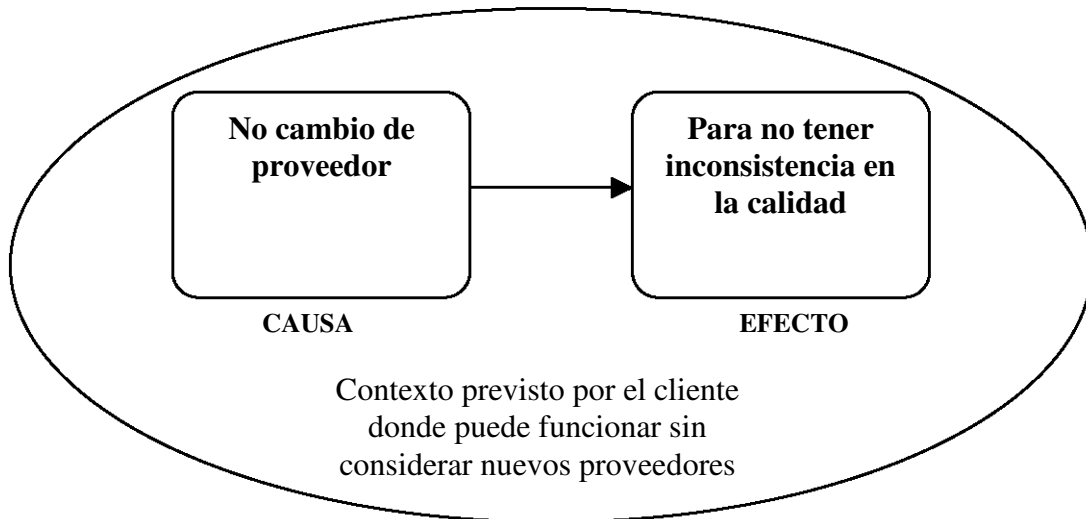 No cambio de
proveedor
Para no tener
inconsistencia en
la calidad
CAUSA
EFECTO
Contexto previsto por el cliente
donde puede funcionar sin
considerar nuevos proveedores